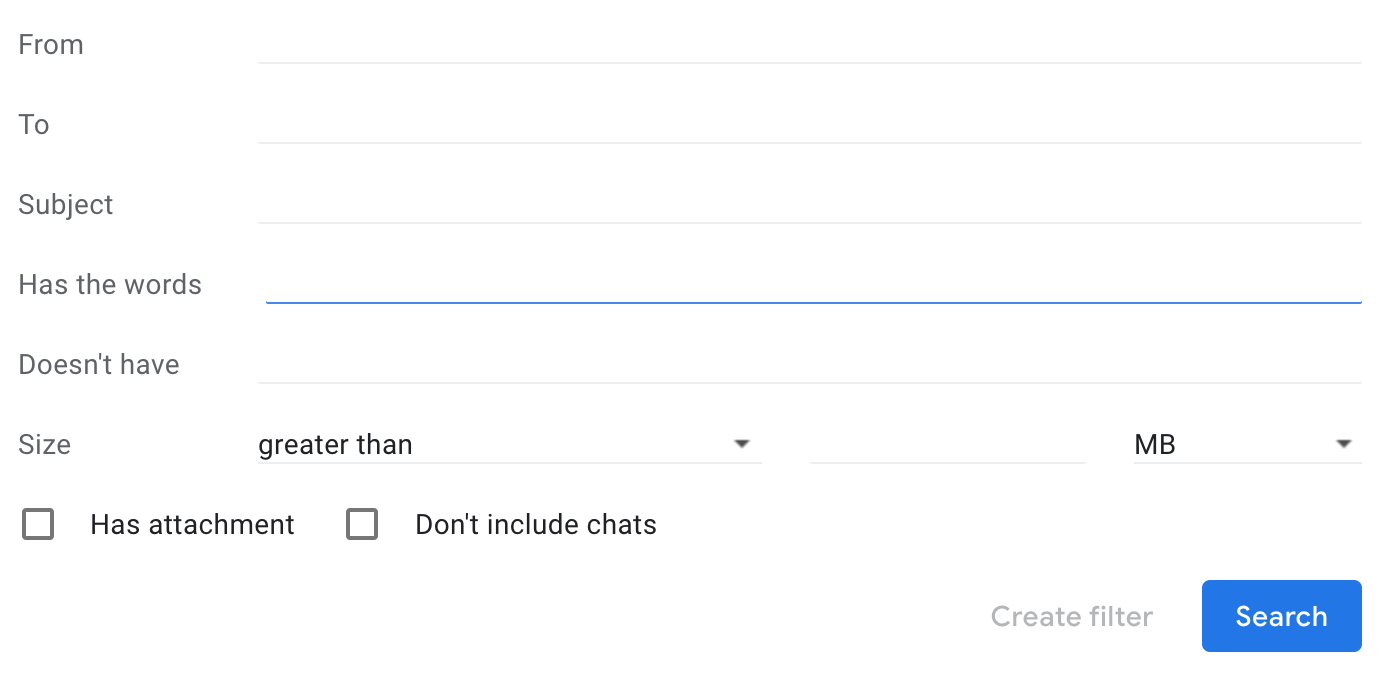 From
To
Subject
Has the words
Doesn't have
Size greater than MB
Has attachment Don't include chats
Create filter Search